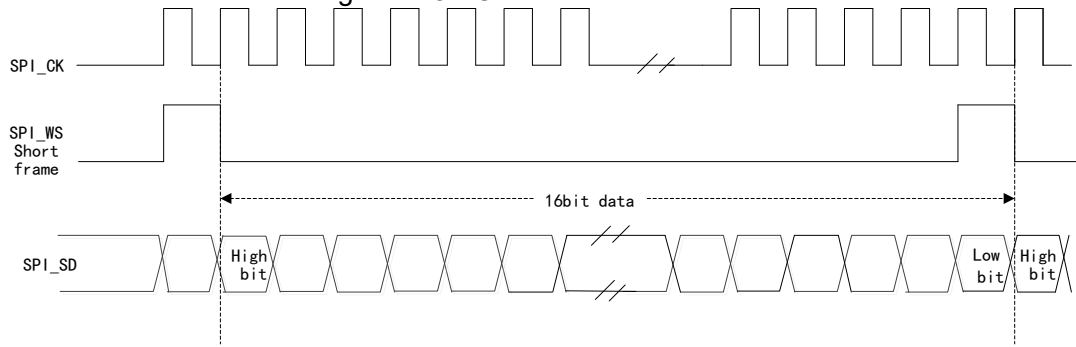 SPI_CK
SPI_WS
Short
frame
16bit data
SPI_SD
High
bit
Low
bit
High
bit